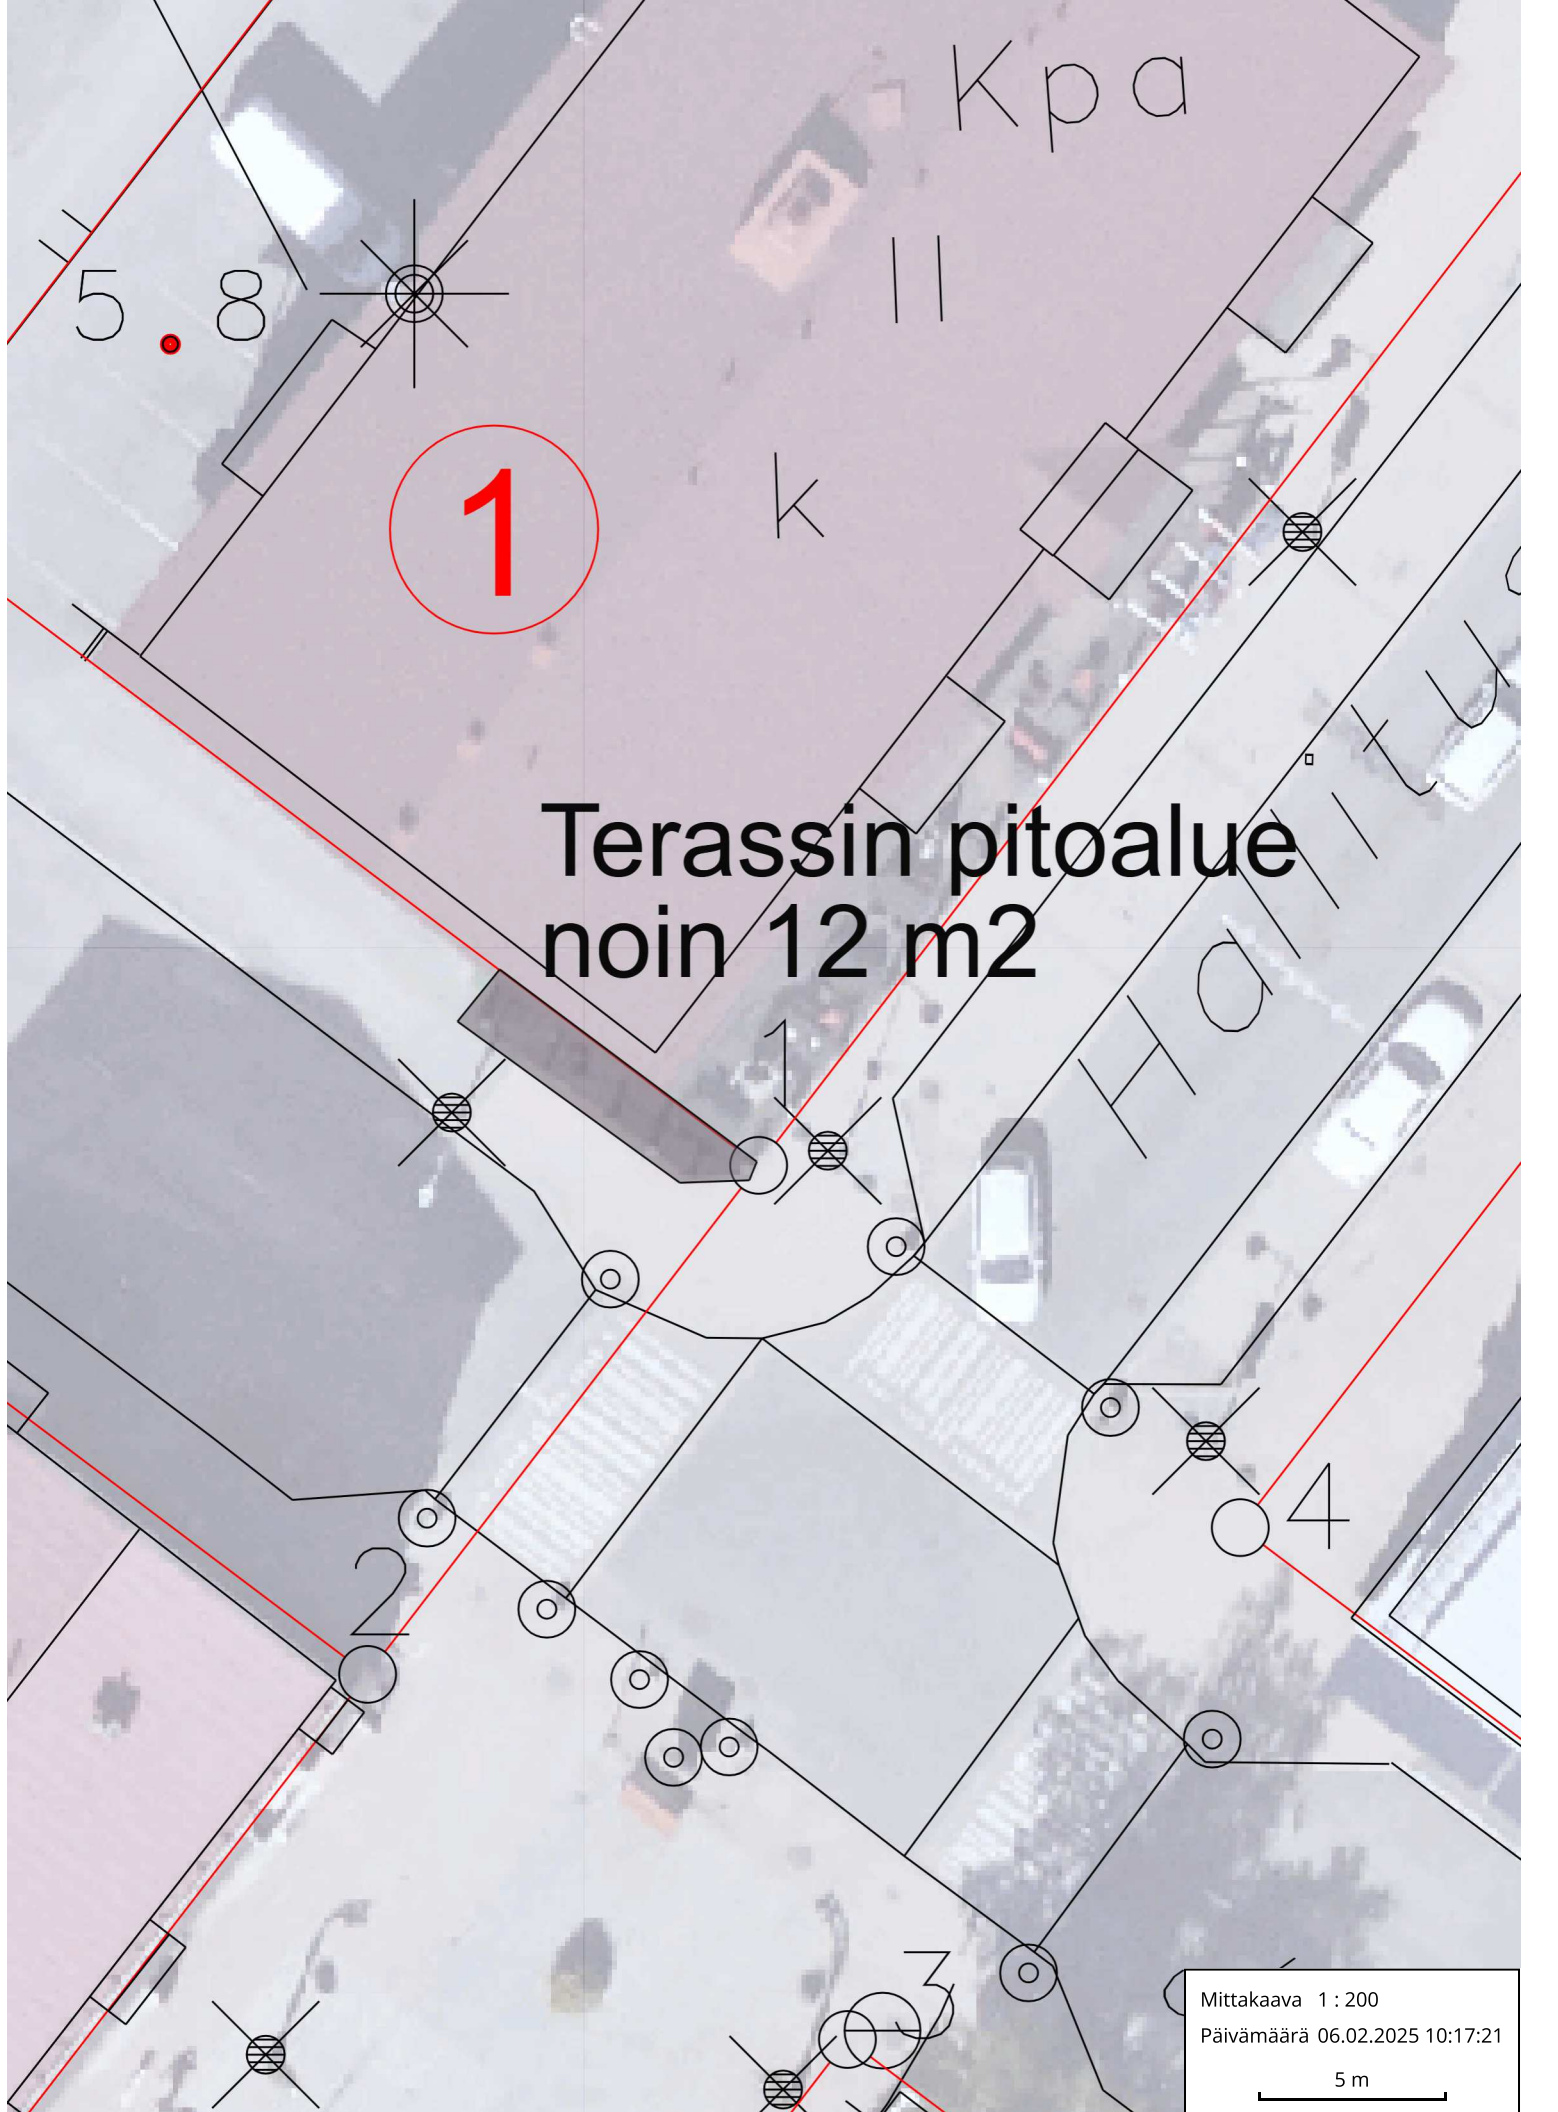 Kpa
II
5.8
1
k
Terassin pitoalue
noin 12 m2
1
Hallitus
2
4
3
Mittakaava 1 : 200
Päivämäärä 06.02.2025 10:17:21
5 m